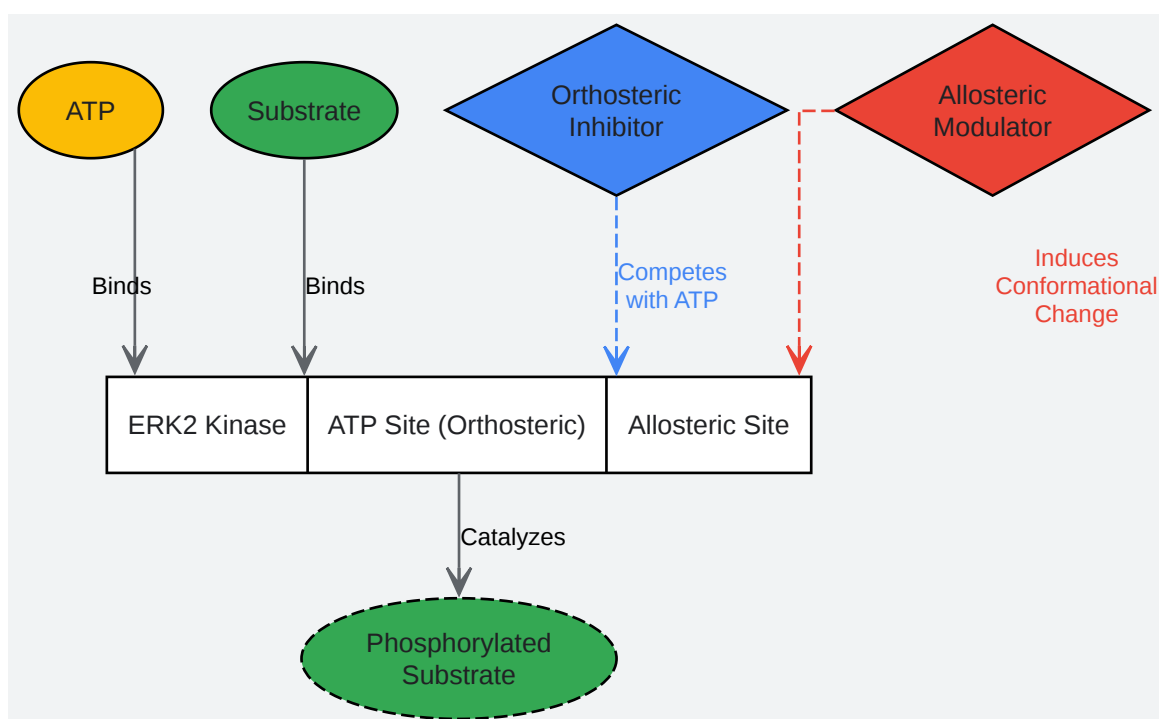 ATP
Substrate
Orthosteric
Inhibitor
Allosteric
Modulator
Binds
Binds
Competes
with ATP
Induces
Conformational
Change
ERK2 Kinase
ATP Site (Orthosteric)
Allosteric Site
Catalyzes
Phosphorylated
Substrate